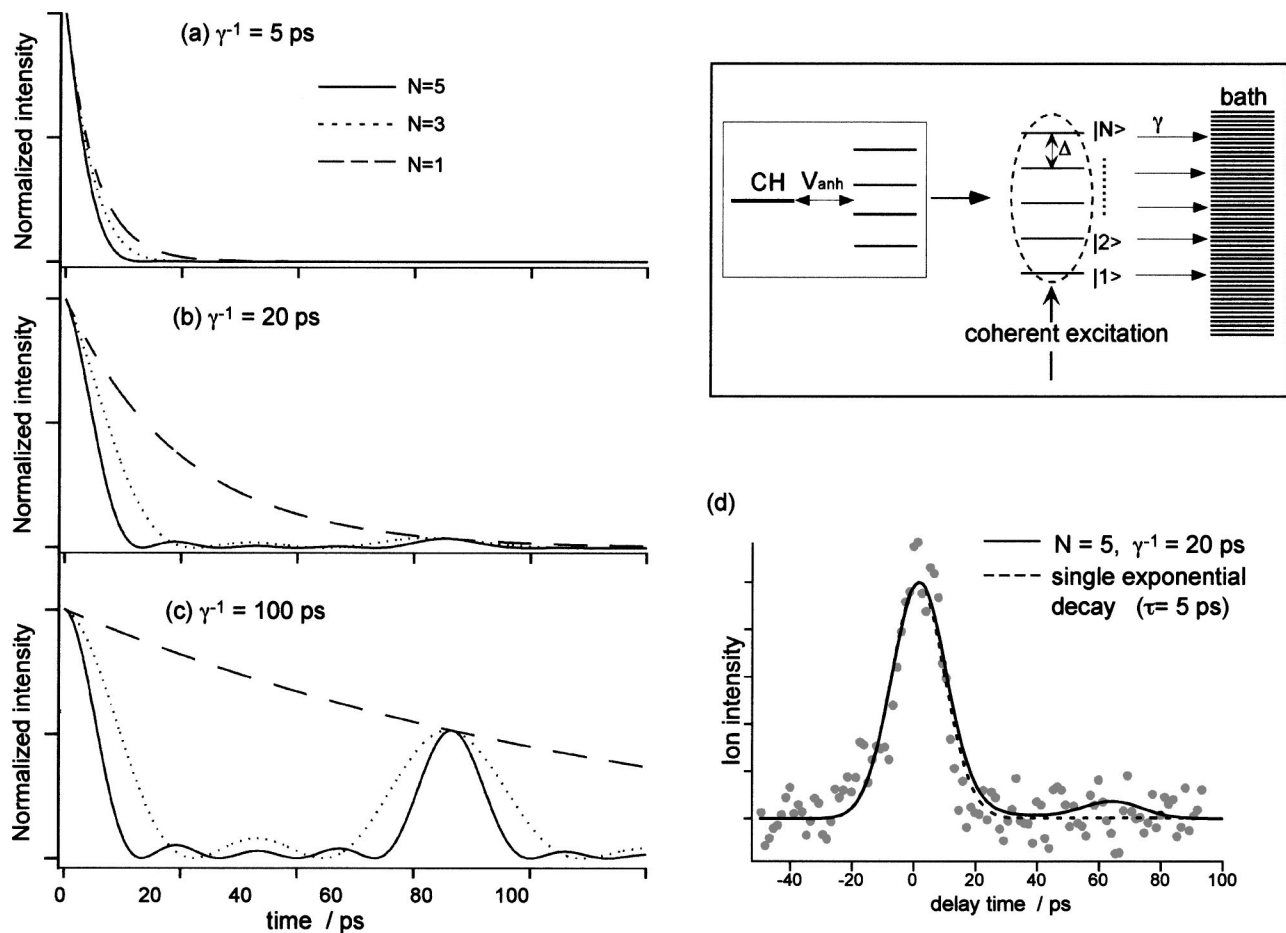 (a) γ⁻¹ = 5 ps
N=5
N=3
N=1
Normalized intensity
(b) γ⁻¹ = 20 ps
Normalized intensity
(c) γ⁻¹ = 100 ps
Normalized intensity
0 20 40 60 80 100
time / ps
bath
|N> γ
Δ
CH Vanh
|2>
|1>
coherent excitation
(d)
N = 5, γ⁻¹ = 20 ps
single exponential
decay (τ= 5 ps)
Ion intensity
-40 -20 0 20 40 60 80 100
delay time / ps